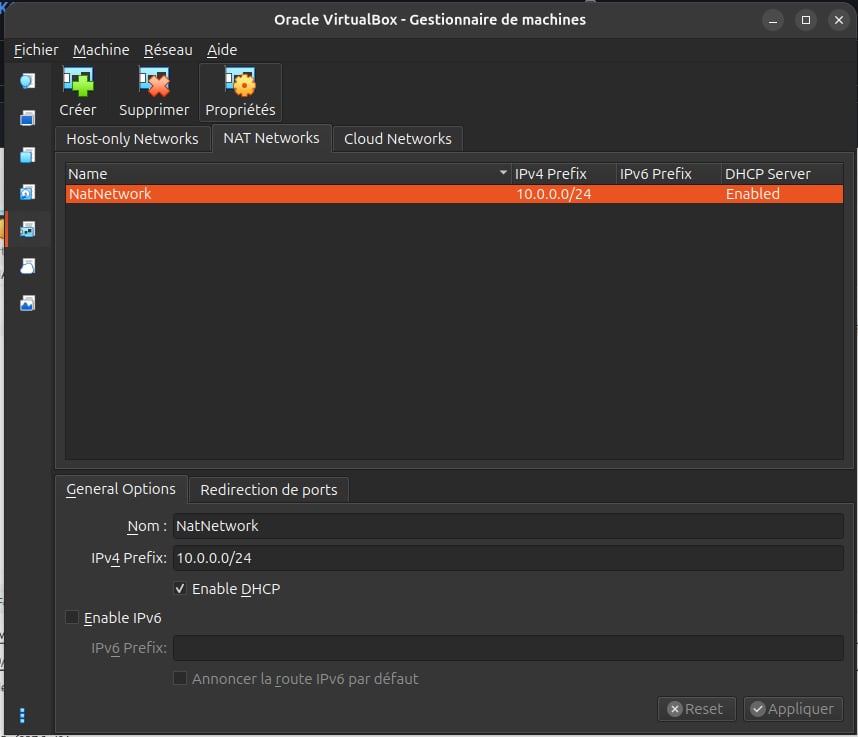 Oracle VirtualBox - Gestionnaire de machines
Fichier Machine Réseau Aide
Créer Supprimer Propriétés
Host-only Networks NAT Networks Cloud Networks
Name IPv4 Prefix IPv6 Prefix DHCP Server
NatNetwork 10.0.0.0/24 Enabled
General Options Redirection de ports
Nom : NatNetwork
IPv4 Prefix: 10.0.0.0/24
Enable DHCP
Enable IPv6
IPv6 Prefix:
Annoncer la route IPv6 par défaut
Reset Appliquer